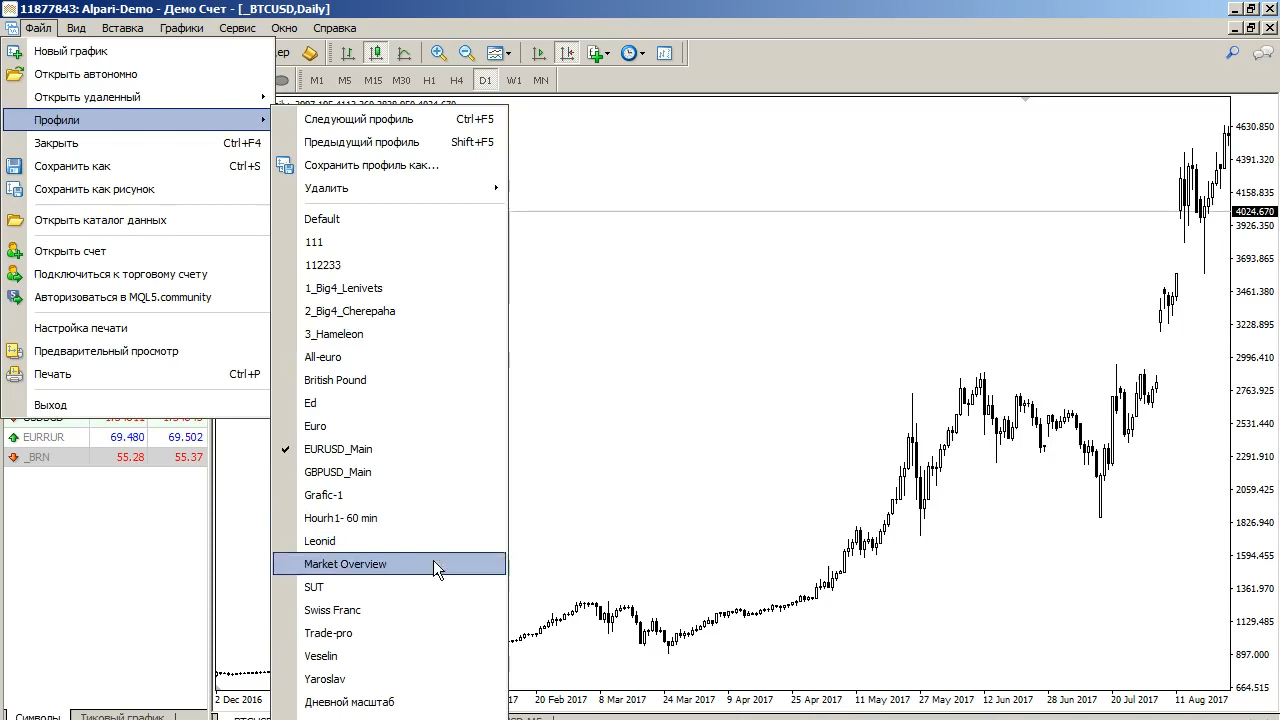 11877843: Alpari-Demo - Демо Счет - [_BTCUSD,Daily]
Файл Вид Вставка Графики Сервис Окно Справка
M1 M5 M15 M30 H1 H4 D1 W1 MN
Новый график
Открыть автономно
Открыть удаленный
Профили
Закрыть Ctrl+F4
Сохранить как Ctrl+S
Сохранить как рисунок
Открыть каталог данных
Открыть счет
Подключиться к торговому счету
Авторизоваться в MQL5.community
Настройка печати
Предварительный просмотр
Печать Ctrl+P
Выход
Следующий профиль Ctrl+F5
Предыдущий профиль Shift+F5
Сохранить профиль как...
Удалить
Default
111
112233
1_Big4_Lenivets
2_Big4_Cherepaha
3_Hameleon
All-euro
British Pound
Ed
Euro
EURUSD_Main
GBPUSD_Main
Grafic-1
Hourh1- 60 min
Leonid
Market Overview
SUT
Swiss Franc
Trade-pro
Veselin
Yaroslav
Дневной масштаб
EURRUR 69.480 69.502
_BRN 55.28 55.37
Символы Тиковый график
4630.850
4391.320
4158.835
4024.670
3926.350
3693.865
3461.380
3228.895
2996.410
2763.925
2531.440
2291.910
2059.425
1826.940
1594.455
1361.970
1129.485
897.000
664.515
2 Dec 2016 20 Feb 2017 8 Mar 2017 24 Mar 2017 9 Apr 2017 25 Apr 2017 11 May 2017 27 May 2017 12 Jun 2017 28 Jun 2017 20 Jul 2017 11 Aug 2017